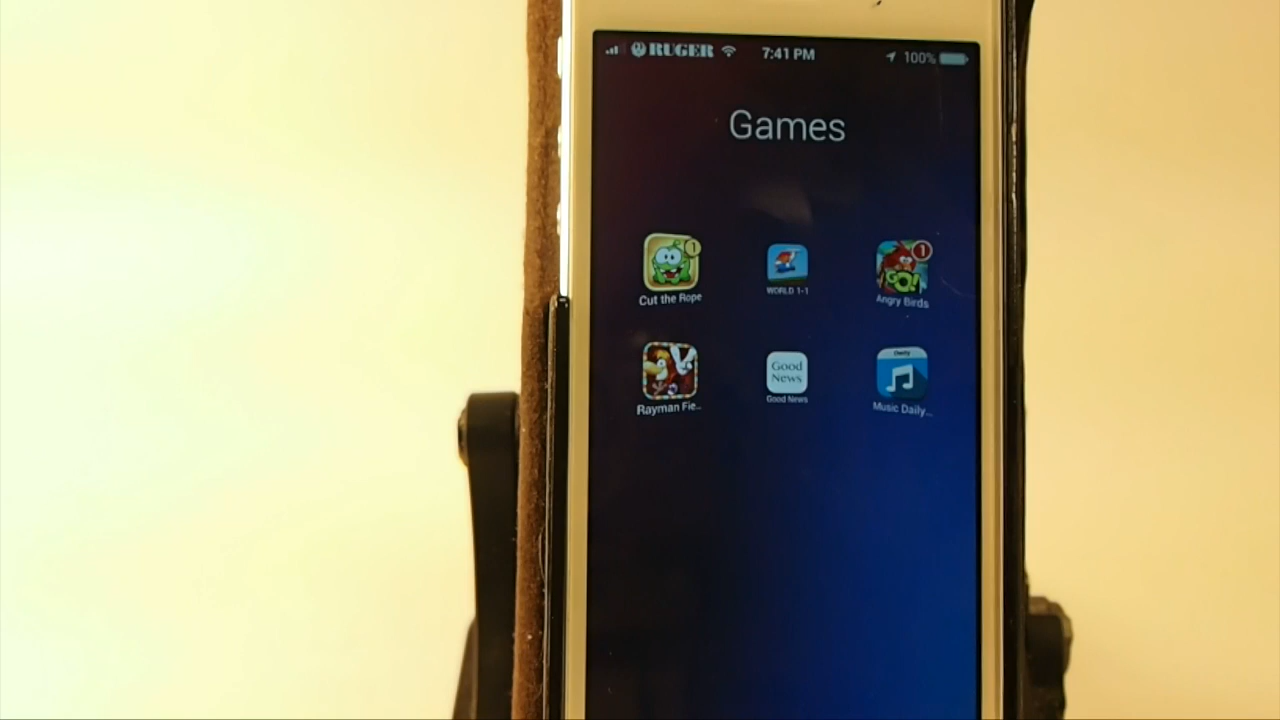 RUGER 7:41 PM 100%
Games
1 1
Cut the Rope WORLD 1-1 GO! Angry Birds
Daily
Good
News
Rayman Fie... Good News Music Daily...